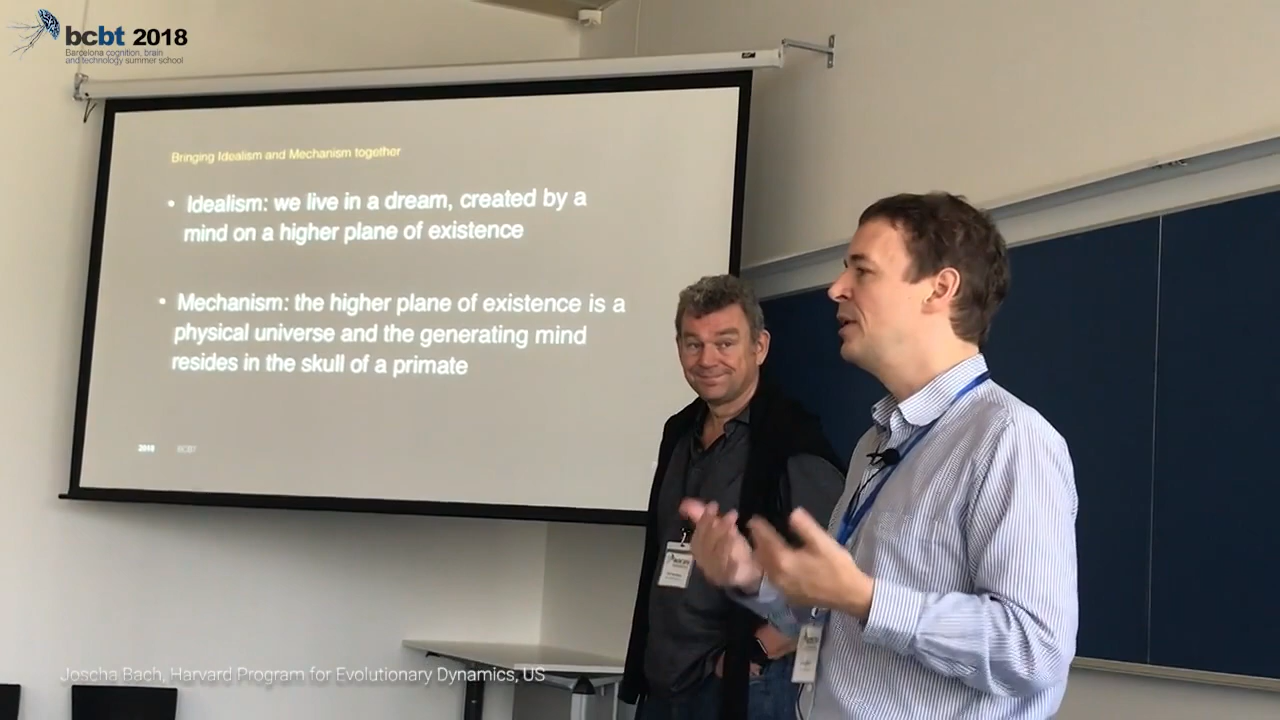 bcbt 2018
Barcelona cognition, brain
and technology summer school
Bringing Idealism and Mechanism together
• Idealism: we live in a dream, created by a
mind on a higher plane of existence
• Mechanism: the higher plane of existence is a
physical universe and the generating mind
resides in the skull of a primate
2018 BCBT
Joscha Bach, Harvard Program for Evolutionary Dynamics, US